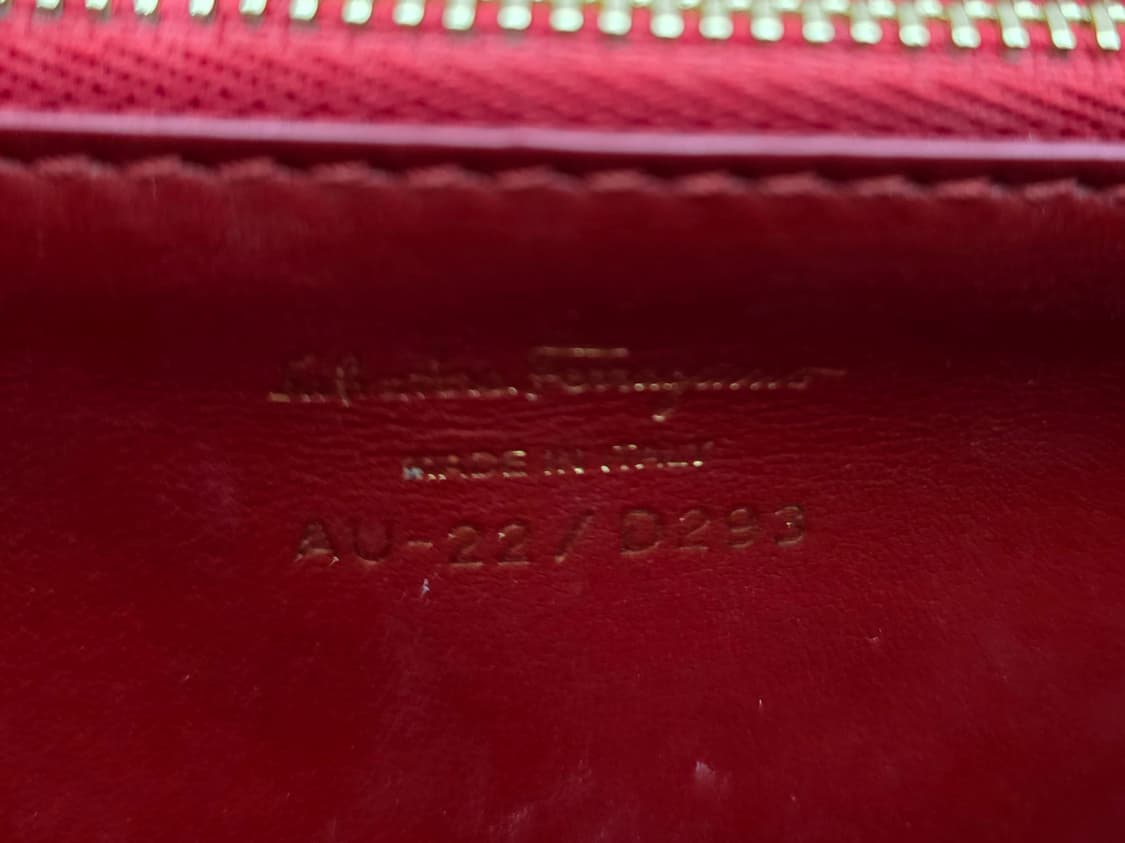 Salvatore Ferragamo
MADE IN ITALY
AU-22/D293